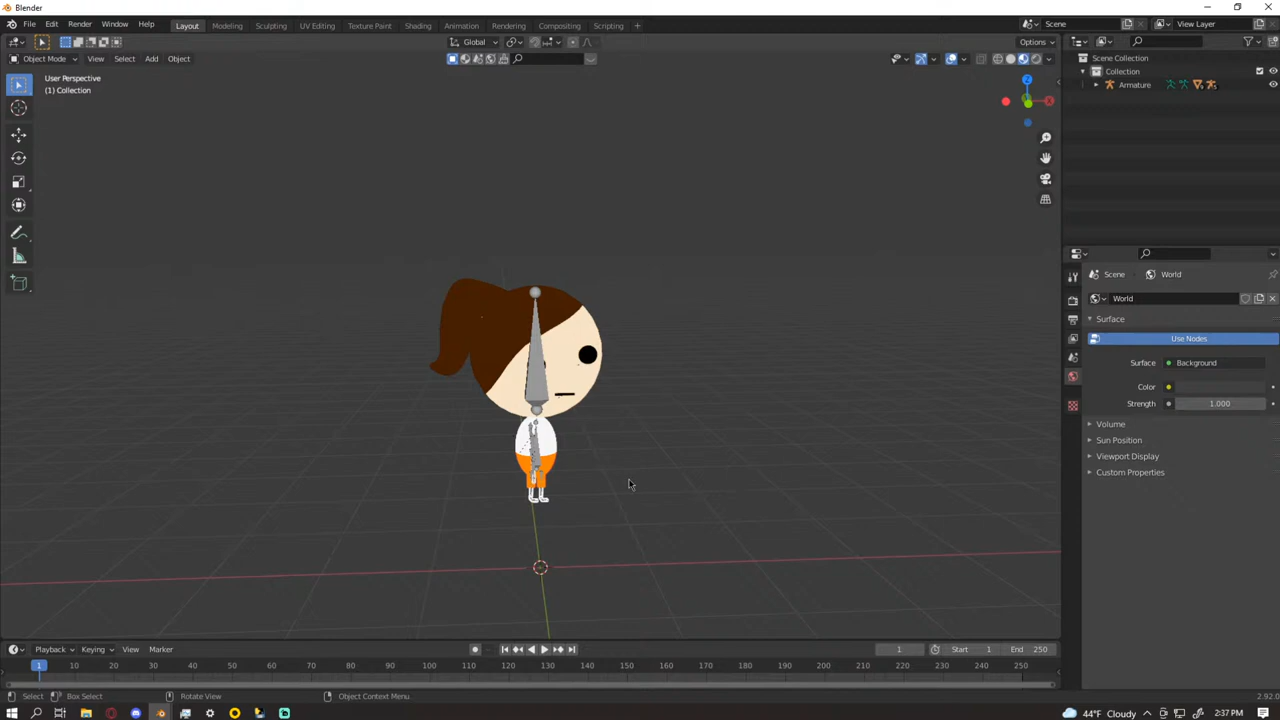 Blender
File Edit Render Window Help Layout Modeling Sculpting UV Editing Texture Paint Shading Animation Rendering Compositing Scripting + Scene View Layer
Global Options
Object Mode View Select Add Object
User Perspective
(1) Collection
Z
Scene Collection
Collection
Armature
Scene World
World
Surface
Use Nodes
Surface Background
Color
Strength 1.000
Volume
Sun Position
Viewport Display
Custom Properties
Playback Keying View Marker 1 Start 1 End 250
1 10 20 30 40 50 60 70 80 90 100 110 120 130 140 150 160 170 180 190 200 210 220 230 240 250
Select Box Select Rotate View Object Context Menu 2.92.0
44°F Cloudy 2:37 PM